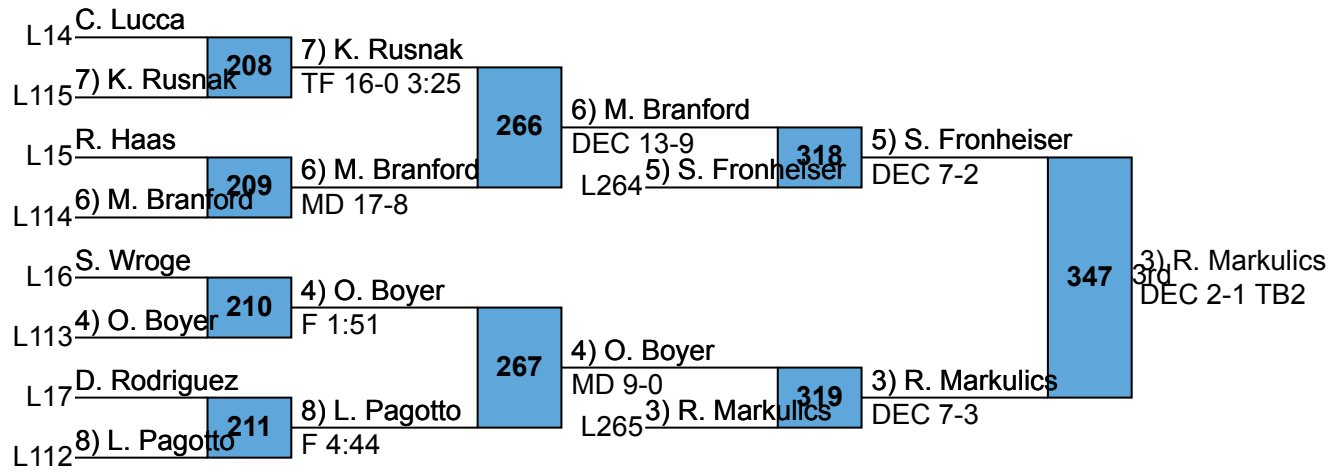 C. Lucca
L14
208
7) K. Rusnak
L115
7) K. Rusnak
TF 16-0 3:25
R. Haas
L15
209
6) M. Branford
L114
6) M. Branford
MD 17-8
266
6) M. Branford
DEC 13-9
L264
5) S. Fronheiser
318
5) S. Fronheiser
DEC 7-2
S. Wroge
L16
210
4) O. Boyer
L113
4) O. Boyer
F 1:51
D. Rodriguez
L17
211
8) L. Pagotto
L112
8) L. Pagotto
F 4:44
267
4) O. Boyer
MD 9-0
L265
3) R. Markulics
319
3) R. Markulics
DEC 7-3
347
3rd
3) R. Markulics
DEC 2-1 TB2